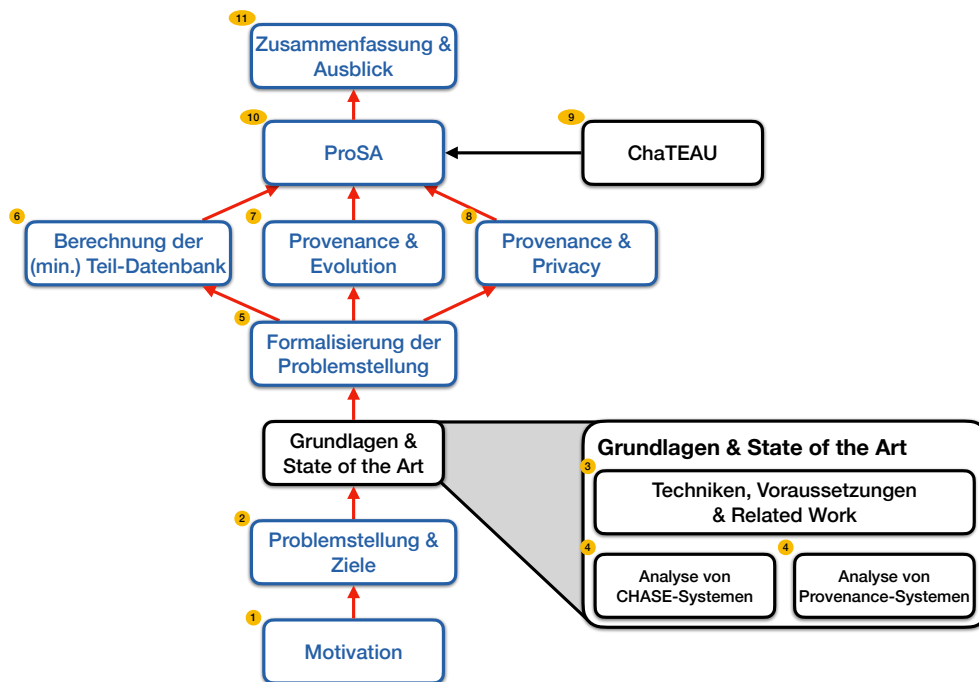 11
Zusammenfassung &
Ausblick
10
ProSA
9
ChaTEAU
6
Berechnung der
(min.) Teil-Datenbank
7
Provenance &
Evolution
8
Provenance &
Privacy
5
Formalisierung der
Problemstellung
Grundlagen &
State of the Art
Grundlagen & State of the Art
3
Techniken, Voraussetzungen
& Related Work
4
Analyse von
CHASE-Systemen
4
Analyse von
Provenance-Systemen
2
Problemstellung &
Ziele
1
Motivation